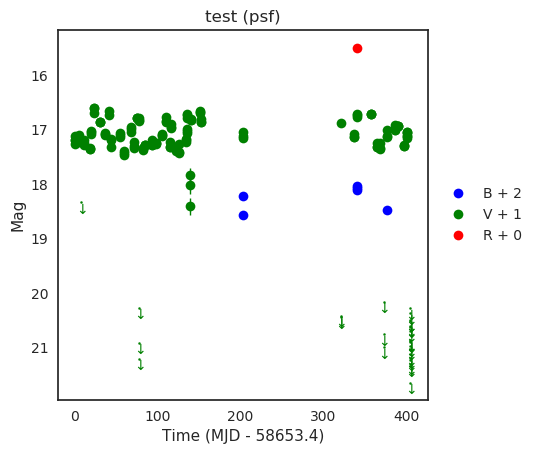 test (psf)
16
17
18
19
20
21
Mag
0
100
200
300
400
Time (MJD - 58653.4)
B + 2
V + 1
R + 0